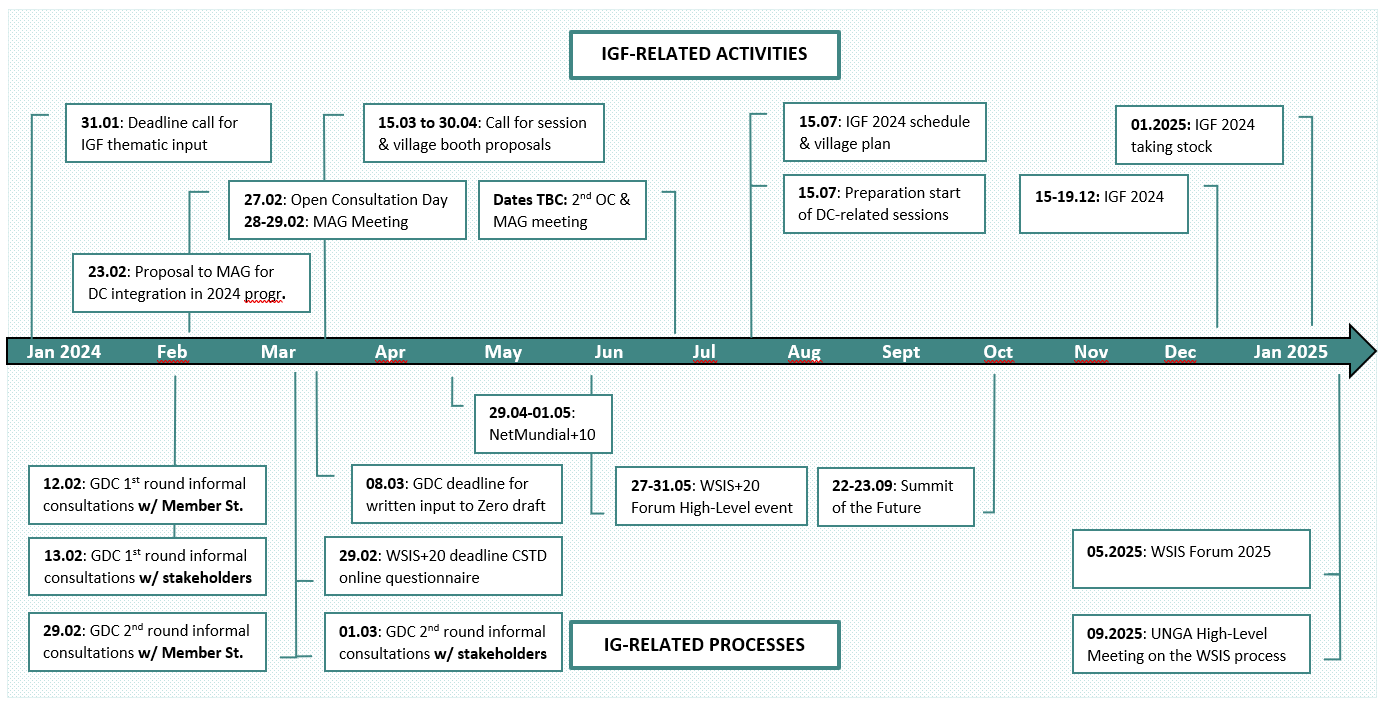 IGF-RELATED ACTIVITIES
31.01: Deadline call for
IGF thematic input
15.03 to 30.04: Call for session
& village booth proposals
15.07: IGF 2024 schedule
& village plan
01.2025: IGF 2024
taking stock
27.02: Open Consultation Day
28-29.02: MAG Meeting
Dates TBC: 2nd OC &
MAG meeting
15.07: Preparation start
of DC-related sessions
15-19.12: IGF 2024
23.02: Proposal to MAG for
DC integration in 2024 progr.
Jan 2024 Feb Mar Apr May Jun Jul Aug Sept Oct Nov Dec Jan 2025
29.04-01.05:
NetMundial+10
12.02: GDC 1st round informal
consultations w/ Member St.
08.03: GDC deadline for
written input to Zero draft
27-31.05: WSIS+20
Forum High-Level event
22-23.09: Summit
of the Future
13.02: GDC 1st round informal
consultations w/ stakeholders
29.02: WSIS+20 deadline CSTD
online questionnaire
05.2025: WSIS Forum 2025
29.02: GDC 2nd round informal
consultations w/ Member St.
01.03: GDC 2nd round informal
consultations w/ stakeholders
IG-RELATED PROCESSES
09.2025: UNGA High-Level
Meeting on the WSIS process